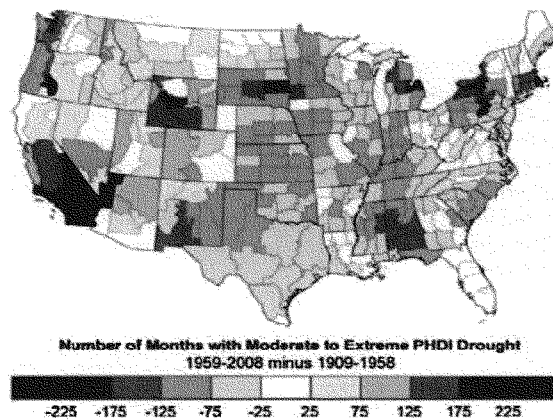 Number of Months with Moderate to Extreme PHDI Drought
1959-2008 minus 1909-1958
-225 -175 -125 -75 -25 25 75 125 175 225